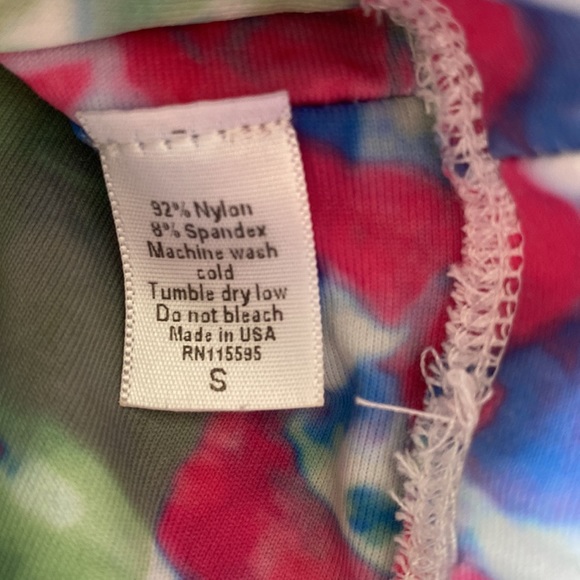 92% Nylon
8% Spandex
Machine wash
cold
Tumble dry low
Do not bleach
Made in USA
RN115595
S